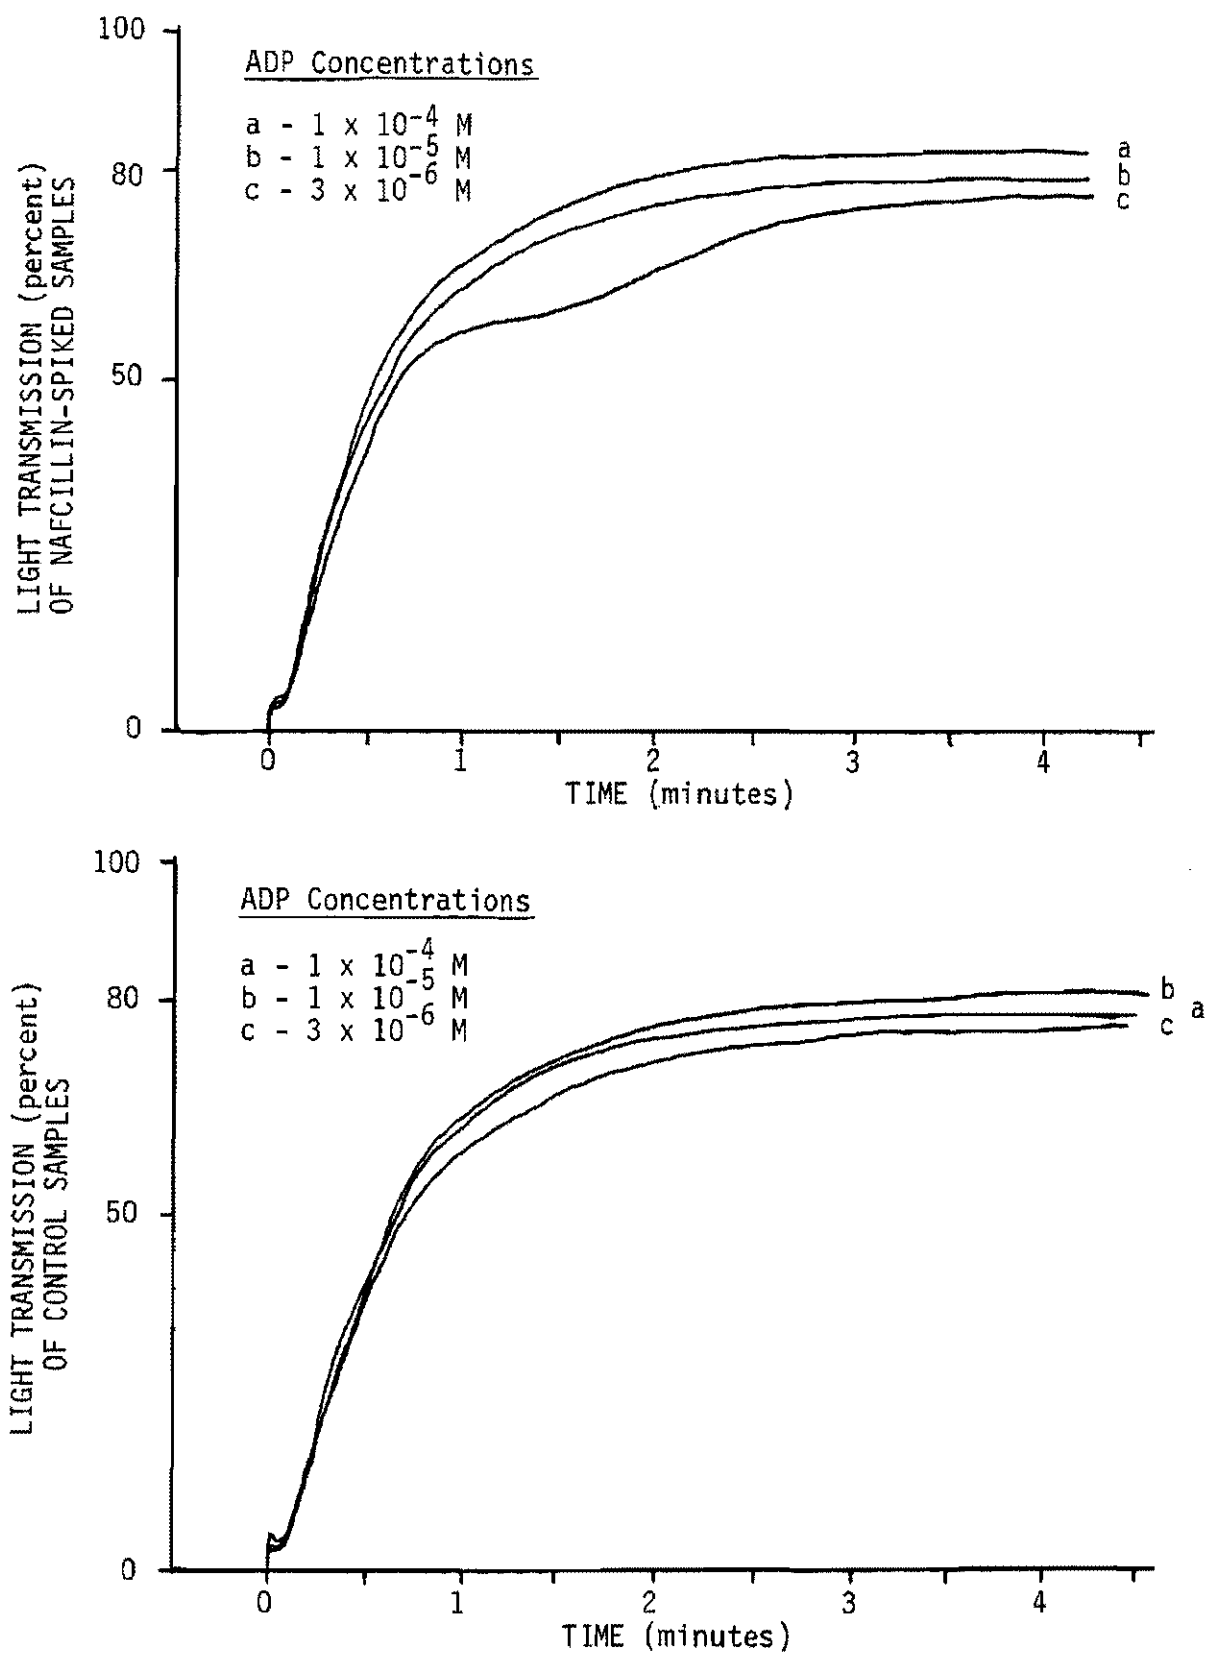 100
ADP Concentrations
a - 1 x 10-4 M
b - 1 x 10-5 M
c - 3 x 10-6 M
80
50
0
a
b
c
LIGHT TRANSMISSION (percent)
OF NAFCILLIN-SPIKED SAMPLES
0 1 2 3 4
TIME (minutes)
100
ADP Concentrations
a - 1 x 10-4 M
b - 1 x 10-5 M
c - 3 x 10-6 M
80
50
0
b
a
c
LIGHT TRANSMISSION (percent)
OF CONTROL SAMPLES
0 1 2 3 4
TIME (minutes)